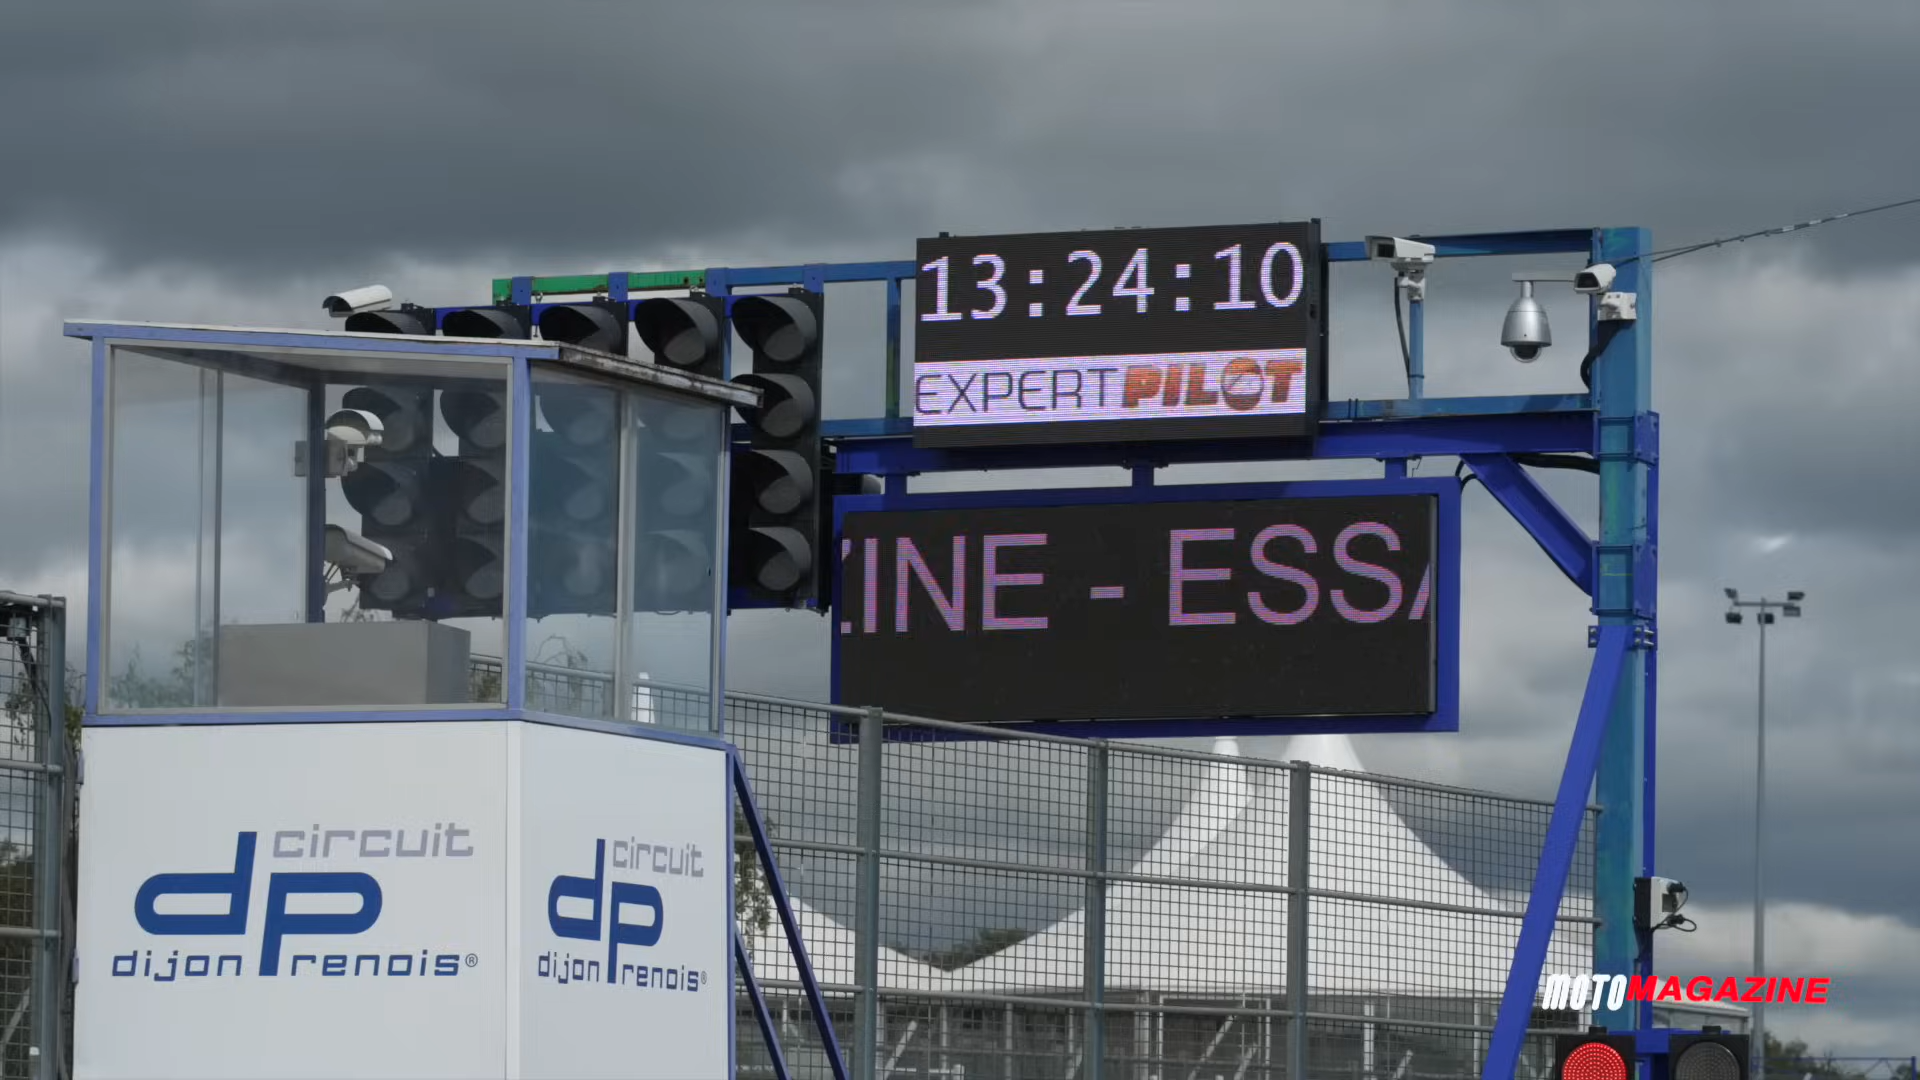 13:24:10
EXPERTPILOT
ZINE - ESSA
circuit
dp
dijon prenois®
circuit
dp
dijon prenois®
MOTOMAGAZINE